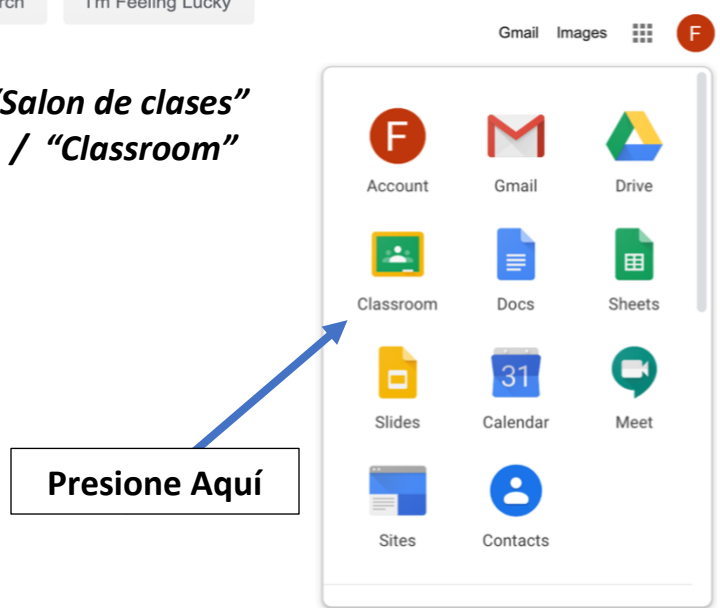 I'm Feeling Lucky
Gmail Images F
"Salon de clases"
/ "Classroom"
F
Account Gmail Drive
Classroom Docs Sheets
31
Slides Calendar Meet
Presione Aquí
Sites Contacts